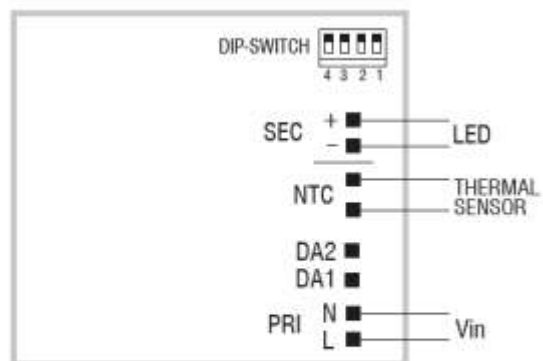 DIP-SWITCH
4 3 2 1
SEC + LED
−
NTC THERMAL
SENSOR
DA2
DA1
PRI N Vin
L